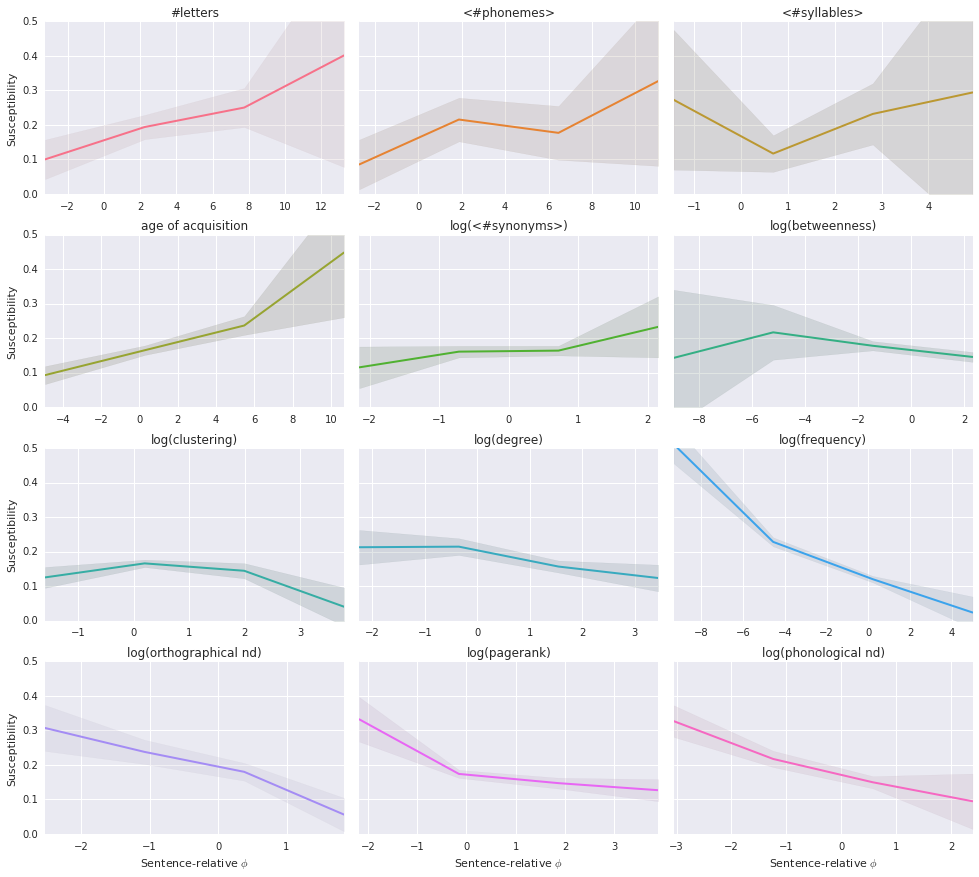 #letters
<#phonemes>
<#syllables>
Susceptibility
0.5
0.4
0.3
0.2
0.1
0.0
−2 0 2 4 6 8 10 12
−2 0 2 4 6 8 10
−1 0 1 2 3 4
age of acquisition
log(<#synonyms>)
log(betweenness)
Susceptibility
0.5
0.4
0.3
0.2
0.1
0.0
−4 −2 0 2 4 6 8 10
−2 −1 0 1 2
−8 −6 −4 −2 0 2
log(clustering)
log(degree)
log(frequency)
Susceptibility
0.5
0.4
0.3
0.2
0.1
0.0
−1 0 1 2 3
−2 −1 0 1 2 3
−8 −6 −4 −2 0 2 4
log(orthographical nd)
log(pagerank)
log(phonological nd)
Susceptibility
0.5
0.4
0.3
0.2
0.1
0.0
−2 −1 0 1
−2 −1 0 1 2 3
−3 −2 −1 0 1 2
Sentence-relative ϕ
Sentence-relative ϕ
Sentence-relative ϕ